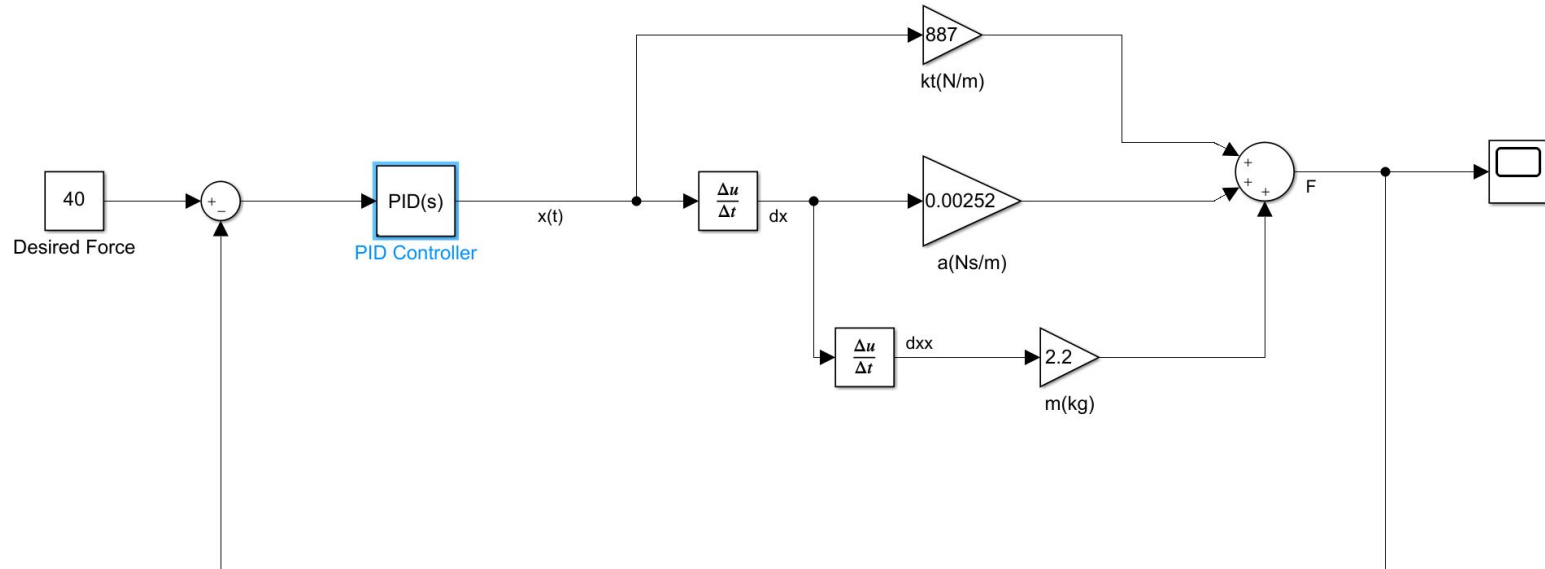 887
kt(N/m)
40
Desired Force
+
−
PID(s)
PID Controller
x(t)
Δu
Δt
dx
0.00252
a(Ns/m)
Δu
Δt
dxx
2.2
m(kg)
+
+
+
F